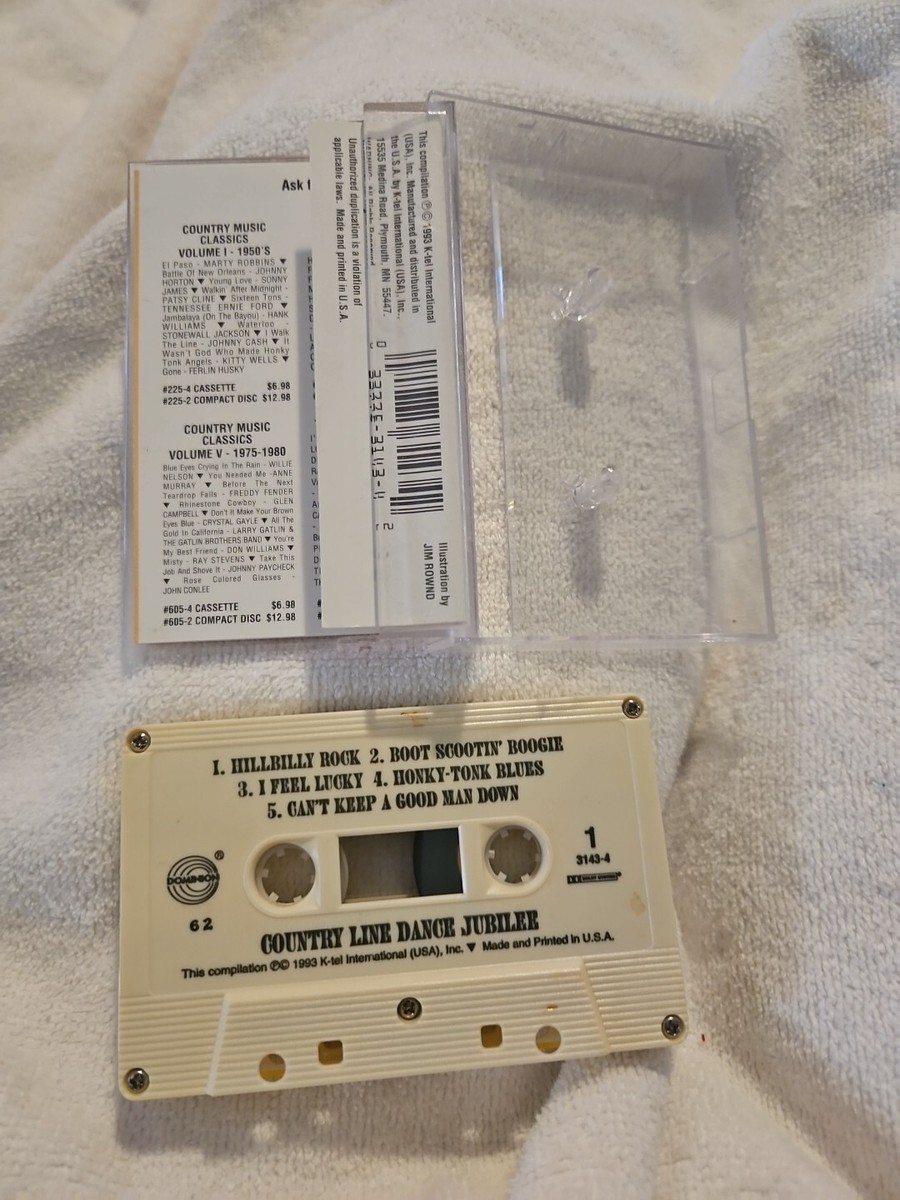 Ask
COUNTRY MUSIC
CLASSICS
VOLUME I - 1950'S
El Paso - MARTY ROBBINS ▼
Battle Of New Orleans - JOHNNY
HORTON ▼ Young Love - SONNY
JAMES ▼ Walkin' After Midnight -
PATSY CLINE ▼ Sixteen Tons -
TENNESSEE ERNIE FORD ▼
Jambalaya (On The Bayou) - HANK
WILLIAMS ▼ Waterloo -
STONEWALL JACKSON ▼ I Walk
The Line - JOHNNY CASH ▼ It
Wasn't God Who Made Honky
Tonk Angels - KITTY WELLS ▼
Gone - FERLIN HUSKY
#225-4 CASSETTE $6.98
#225-2 COMPACT DISC $12.98
COUNTRY MUSIC
CLASSICS
VOLUME V - 1975-1980
Blue Eyes Crying In The Rain - WILLIE
NELSON ▼ You Needed Me -ANNE
MURRAY ▼ Before The Next
Teardrop Falls - FREDDY FENDER
▼ Rhinestone Cowboy - GLEN
CAMPBELL ▼ Don't It Make Your Brown
Eyes Blue - CRYSTAL GAYLE ▼ All The
Gold In California - LARRY GATLIN &
THE GATLIN BROTHERS BAND ▼ You're
My Best Friend - DON WILLIAMS ▼
Misty - RAY STEVENS ▼ Take This
Job And Shove It - JOHNNY PAYCHECK
▼ Rose Colored Glasses -
JOHN CONLEE
#605-4 CASSETTE $6.98
#605-2 COMPACT DISC $12.98
This compilation ℗© 1993 K-tel International
(USA), Inc. Manufactured and distributed in
the U.S.A. by K-tel International (USA), Inc.,
15535 Medina Road, Plymouth, MN 55447.
All Rights Reserved
Unauthorized duplication is a violation of
applicable laws. Made and printed in U.S.A.
Illustration by
JIM ROWND
1. HILLBILLY ROCK 2. BOOT SCOOTIN' BOOGIE
3. I FEEL LUCKY 4. HONKY-TONK BLUES
5. CAN'T KEEP A GOOD MAN DOWN
DOMINION ®
62
1
3143-4
COUNTRY LINE DANCE JUBILEE
This compilation ℗© 1993 K-tel International (USA), Inc. ▼ Made and Printed in U.S.A.